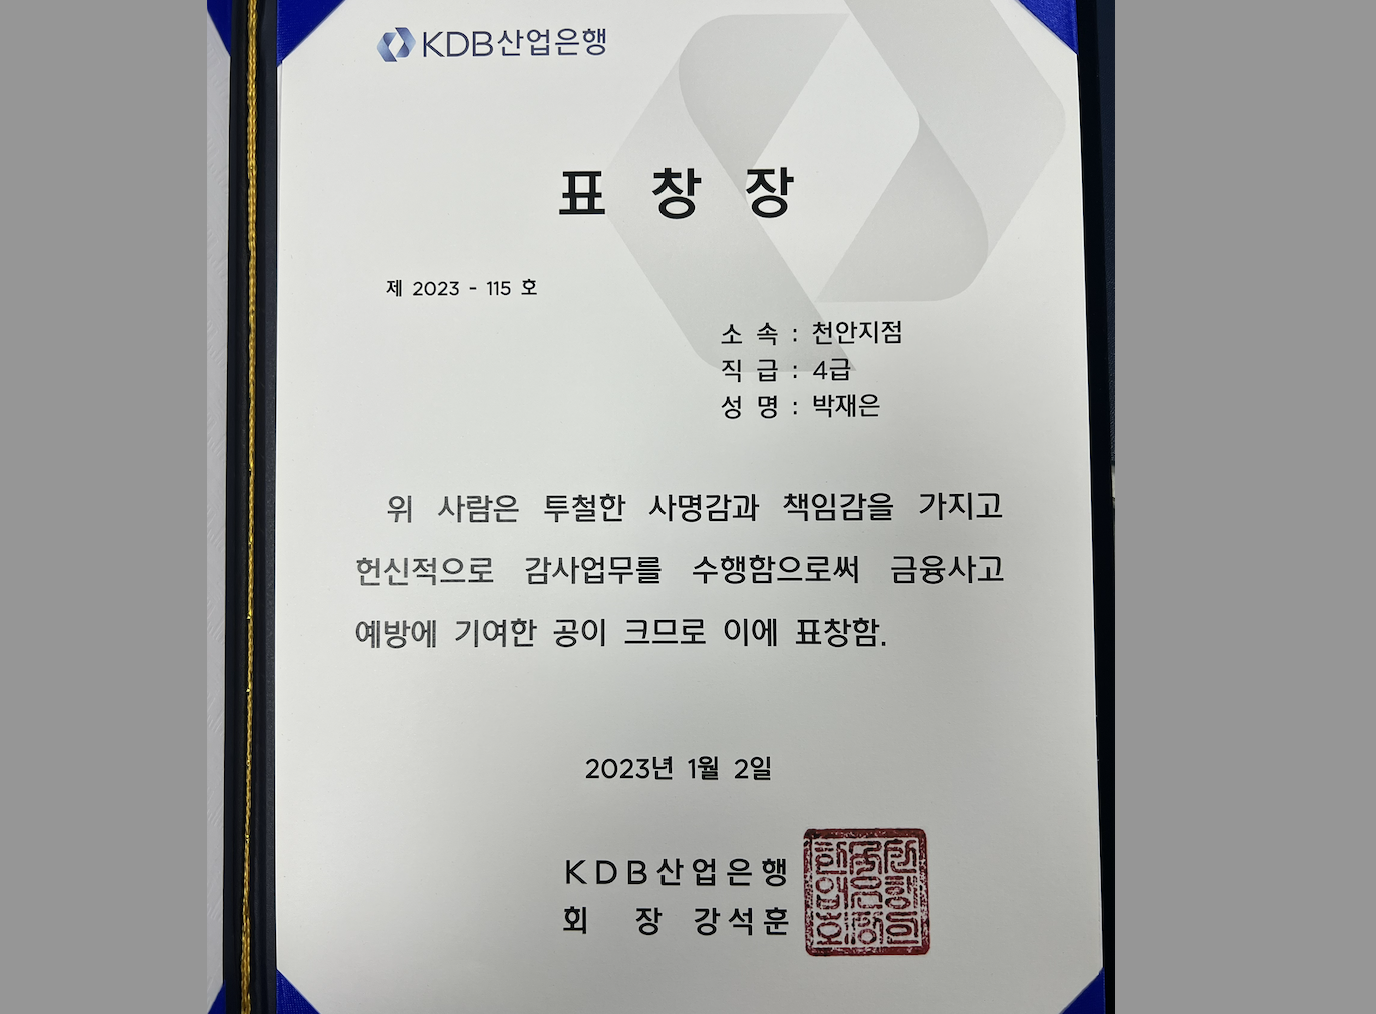 KDB산업은행
표 창 장
제 2023 - 115 호
소 속 : 천안지점
직 급 : 4급
성 명 : 박재은
위 사람은 투철한 사명감과 책임감을 가지고
헌신적으로 감사업무를 수행함으로써 금융사고
예방에 기여한 공이 크므로 이에 표창함.
2023년 1월 2일
KDB산업은행
회 장 강석훈